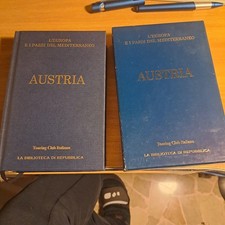 L'EUROPA
E I PAESI DEL MEDITERRANEO
AUSTRIA
Touring Club Italiano
LA BIBLIOTECA DI REPUBBLICA
L'EUROPA
E I PAESI DEL MEDITERRANEO
AUSTRIA
Touring Club Italiano
LA BIBLIOTECA DI REPUBBLICA